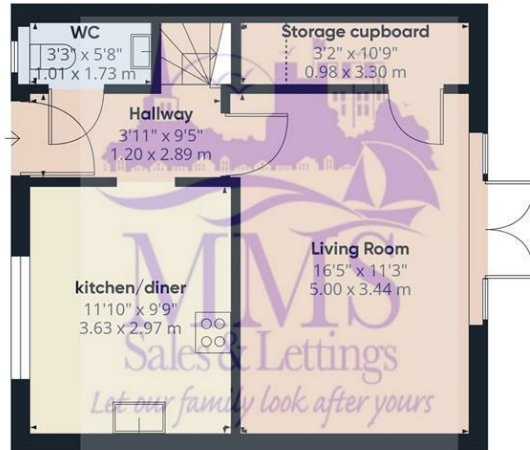 WC
3'3" x 5'8"
1.01 x 1.73 m
Storage cupboard
3'2" x 10'9"
0.98 x 3.30 m
Hallway
3'11" x 9'5"
1.20 x 2.89 m
Living Room
16'5" x 11'3"
5.00 x 3.44 m
kitchen/diner
11'10" x 9'9"
3.63 x 2.97 m
MMS
Sales & Lettings
Let our family look after yours